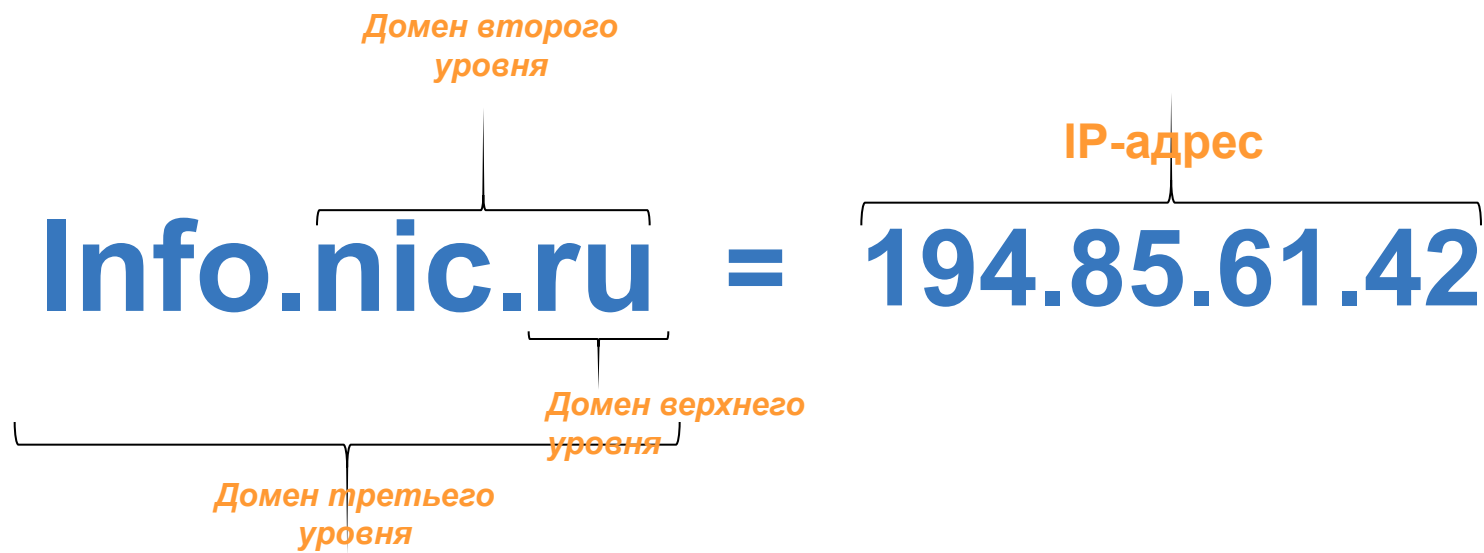 Домен второго
уровня
IP-адрес
Info.nic.ru = 194.85.61.42
Домен верхнего
уровня
Домен третьего
уровня